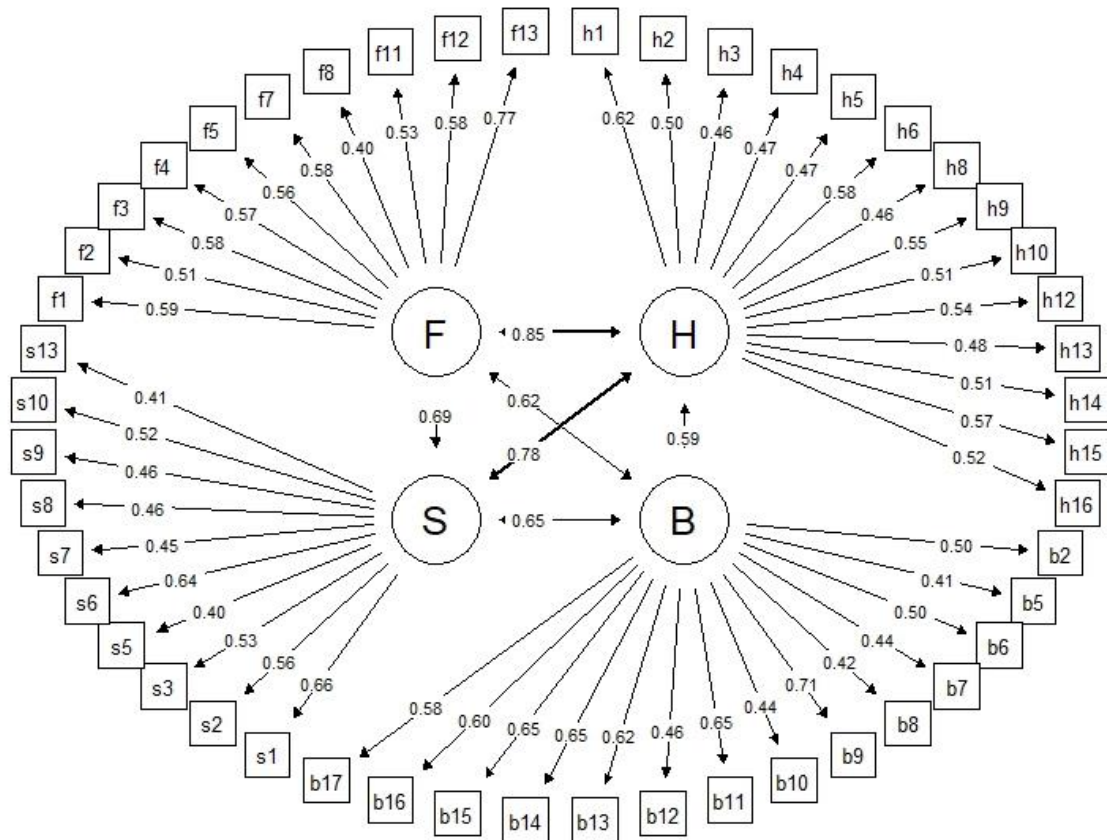 f13
h1
f12
h2
f11
h3
f8
h4
f7
h5
f5
h6
f4
h8
f3
h9
f2
h10
f1
h12
s13
h13
s10
h14
s9
h15
s8
h16
s7
b2
s6
b5
s5
b6
s3
b7
s2
b8
s1
b9
b17
b10
b16
b11
b15
b12
b14
b13
0.59
0.51
0.58
0.57
0.56
0.58
0.40
0.53
0.58
0.77
0.62
0.50
0.46
0.47
0.47
0.58
0.46
0.55
0.51
0.54
0.48
0.51
0.57
0.52
F
0.85
H
0.69
0.62
0.78
0.59
S
0.65
B
0.41
0.52
0.46
0.46
0.45
0.64
0.40
0.53
0.56
0.66
0.50
0.41
0.50
0.44
0.42
0.71
0.44
0.65
0.46
0.62
0.65
0.65
0.60
0.58